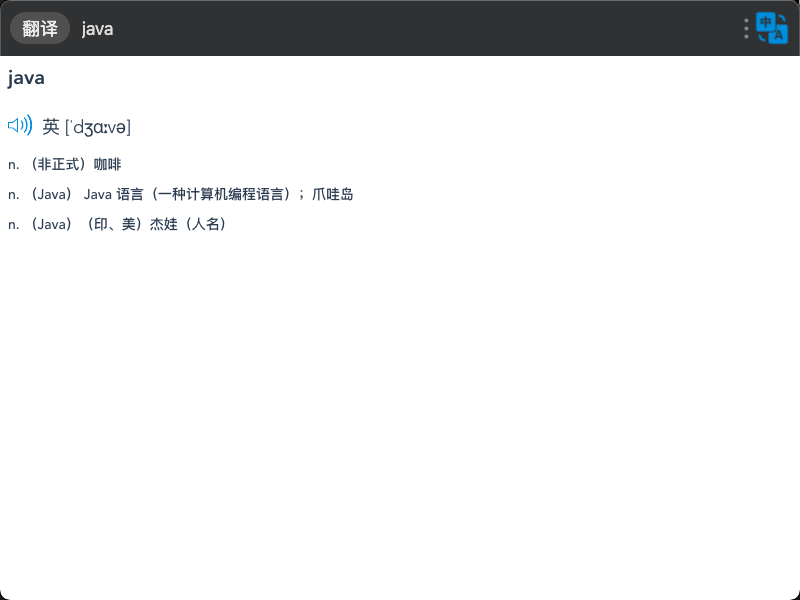 翻译 java
中 A
java
英 [ˈdʒɑːvə]
n. （非正式）咖啡
n. （Java） Java 语言（一种计算机编程语言）；爪哇岛
n. （Java）（印、美）杰娃（人名）